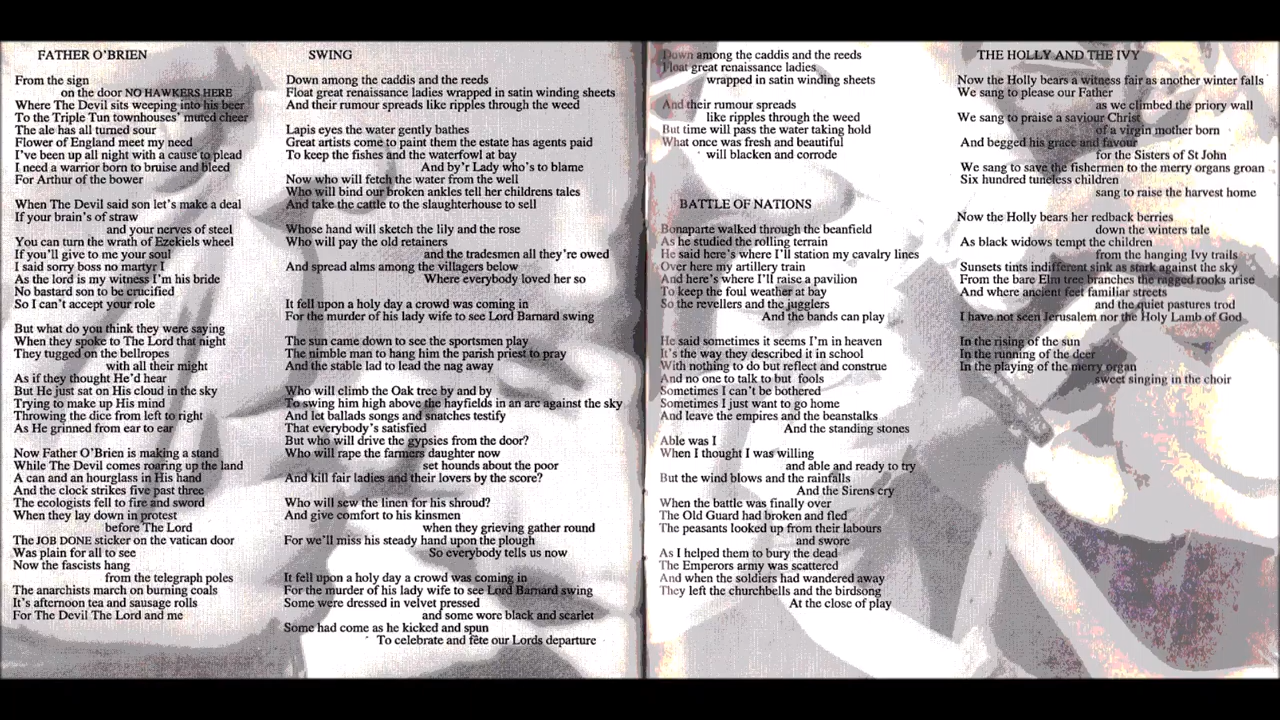 FATHER O'BRIEN
From the sign
on the door NO HAWKERS HERE
Where The Devil sits weeping into his beer
To the Triple Tun townhouses' muted cheer
The ale has all turned sour
Flower of England meet my need
I've been up all night with a cause to plead
I need a warrior born to bruise and bleed
For Arthur of the bower
When The Devil said son let's make a deal
If your brain's of straw
and your nerves of steel
You can turn the wrath of Ezekiels wheel
If you'll give to me your soul
I said sorry boss no martyr I
As the lord is my witness I'm his bride
No bastard son to be crucified
So I can't accept your role
But what do you think they were saying
When they spoke to The Lord that night
They tugged on the bellropes
with all their might
As if they thought He'd hear
But He just sat on His cloud in the sky
Trying to make up His mind
Throwing the dice from left to right
As He grinned from ear to ear
Now Father O'Brien is making a stand
While The Devil comes roaring up the land
A can and an hourglass in His hand
And the clock strikes five past three
The ecologists fell to fire and sword
When they lay down in protest
before The Lord
The JOB DONE sticker on the vatican door
Was plain for all to see
Now the fascists hang
from the telegraph poles
The anarchists march on burning coals
It's afternoon tea and sausage rolls
For The Devil The Lord and me
SWING
Down among the caddis and the reeds
Float great renaissance ladies wrapped in satin winding sheets
And their rumour spreads like ripples through the weed
Lapis eyes the water gently bathes
Great artists come to paint them the estate has agents paid
To keep the fishes and the waterfowl at bay
And by'r Lady who's to blame
Now who will fetch the water from the well
Who will bind our broken ankles tell her childrens tales
And take the cattle to the slaughterhouse to sell
Whose hand will sketch the lily and the rose
Who will pay the old retainers
and the tradesmen all they're owed
And spread alms among the villagers below
Where everybody loved her so
It fell upon a holy day a crowd was coming in
For the murder of his lady wife to see Lord Barnard swing
The sun came down to see the sportsmen play
The nimble man to hang him the parish priest to pray
And the stable lad to lead the nag away
Who will climb the Oak tree by and by
To swing him high above the hayfields in an arc against the sky
And let ballads songs and snatches testify
That everybody's satisfied
But who will drive the gypsies from the door?
Who will rape the farmers daughter now
set hounds about the poor
And kill fair ladies and their lovers by the score?
Who will sew the linen for his shroud?
And give comfort to his kinsmen
when they grieving gather round
For we'll miss his steady hand upon the plough
So everybody tells us now
It fell upon a holy day a crowd was coming in
For the murder of his lady wife to see Lord Barnard swing
Some were dressed in velvet pressed
and some wore black and scarlet
Some had come as he kicked and spun
To celebrate and fête our Lords departure
Down among the caddis and the reeds
Float great renaissance ladies
wrapped in satin winding sheets
And their rumour spreads
like ripples through the weed
But time will pass the water taking hold
What once was fresh and beautiful
will blacken and corrode
BATTLE OF NATIONS
Bonaparte walked through the beanfield
As he studied the rolling terrain
He said here's where I'll station my cavalry lines
Over here my artillery train
And here's where I'll raise a pavilion
To keep the foul weather at bay
So the revellers and the jugglers
And the bands can play
He said sometimes it seems I'm in heaven
It's the way they described it in school
With nothing to do but reflect and construe
And no one to talk to but fools
Sometimes I can't be bothered
Sometimes I just want to go home
And leave the empires and the beanstalks
And the standing stones
Able was I
When I thought I was willing
and able and ready to try
But the wind blows and the rainfalls
And the Sirens cry
When the battle was finally over
The Old Guard had broken and fled
The peasants looked up from their labours
and swore
As I helped them to bury the dead
The Emperors army was scattered
And when the soldiers had wandered away
They left the churchbells and the birdsong
At the close of play
THE HOLLY AND THE IVY
Now the Holly bears a witness fair as another winter falls
We sang to please our Father
as we climbed the priory wall
We sang to praise a saviour Christ
of a virgin mother born
And begged his grace and favour
for the Sisters of St John
We sang to save the fishermen to the merry organs groan
Six hundred tuneless children
sang to raise the harvest home
Now the Holly bears her redback berries
down the winters tale
As black widows tempt the children
from the hanging Ivy trails
Sunsets tints indifferent sink as stark against the sky
From the bare Elm tree branches the ragged rooks arise
And where ancient feet familiar streets
and the quiet pastures trod
I have not seen Jerusalem nor the Holy Lamb of God
In the rising of the sun
In the running of the deer
In the playing of the merry organ
sweet singing in the choir